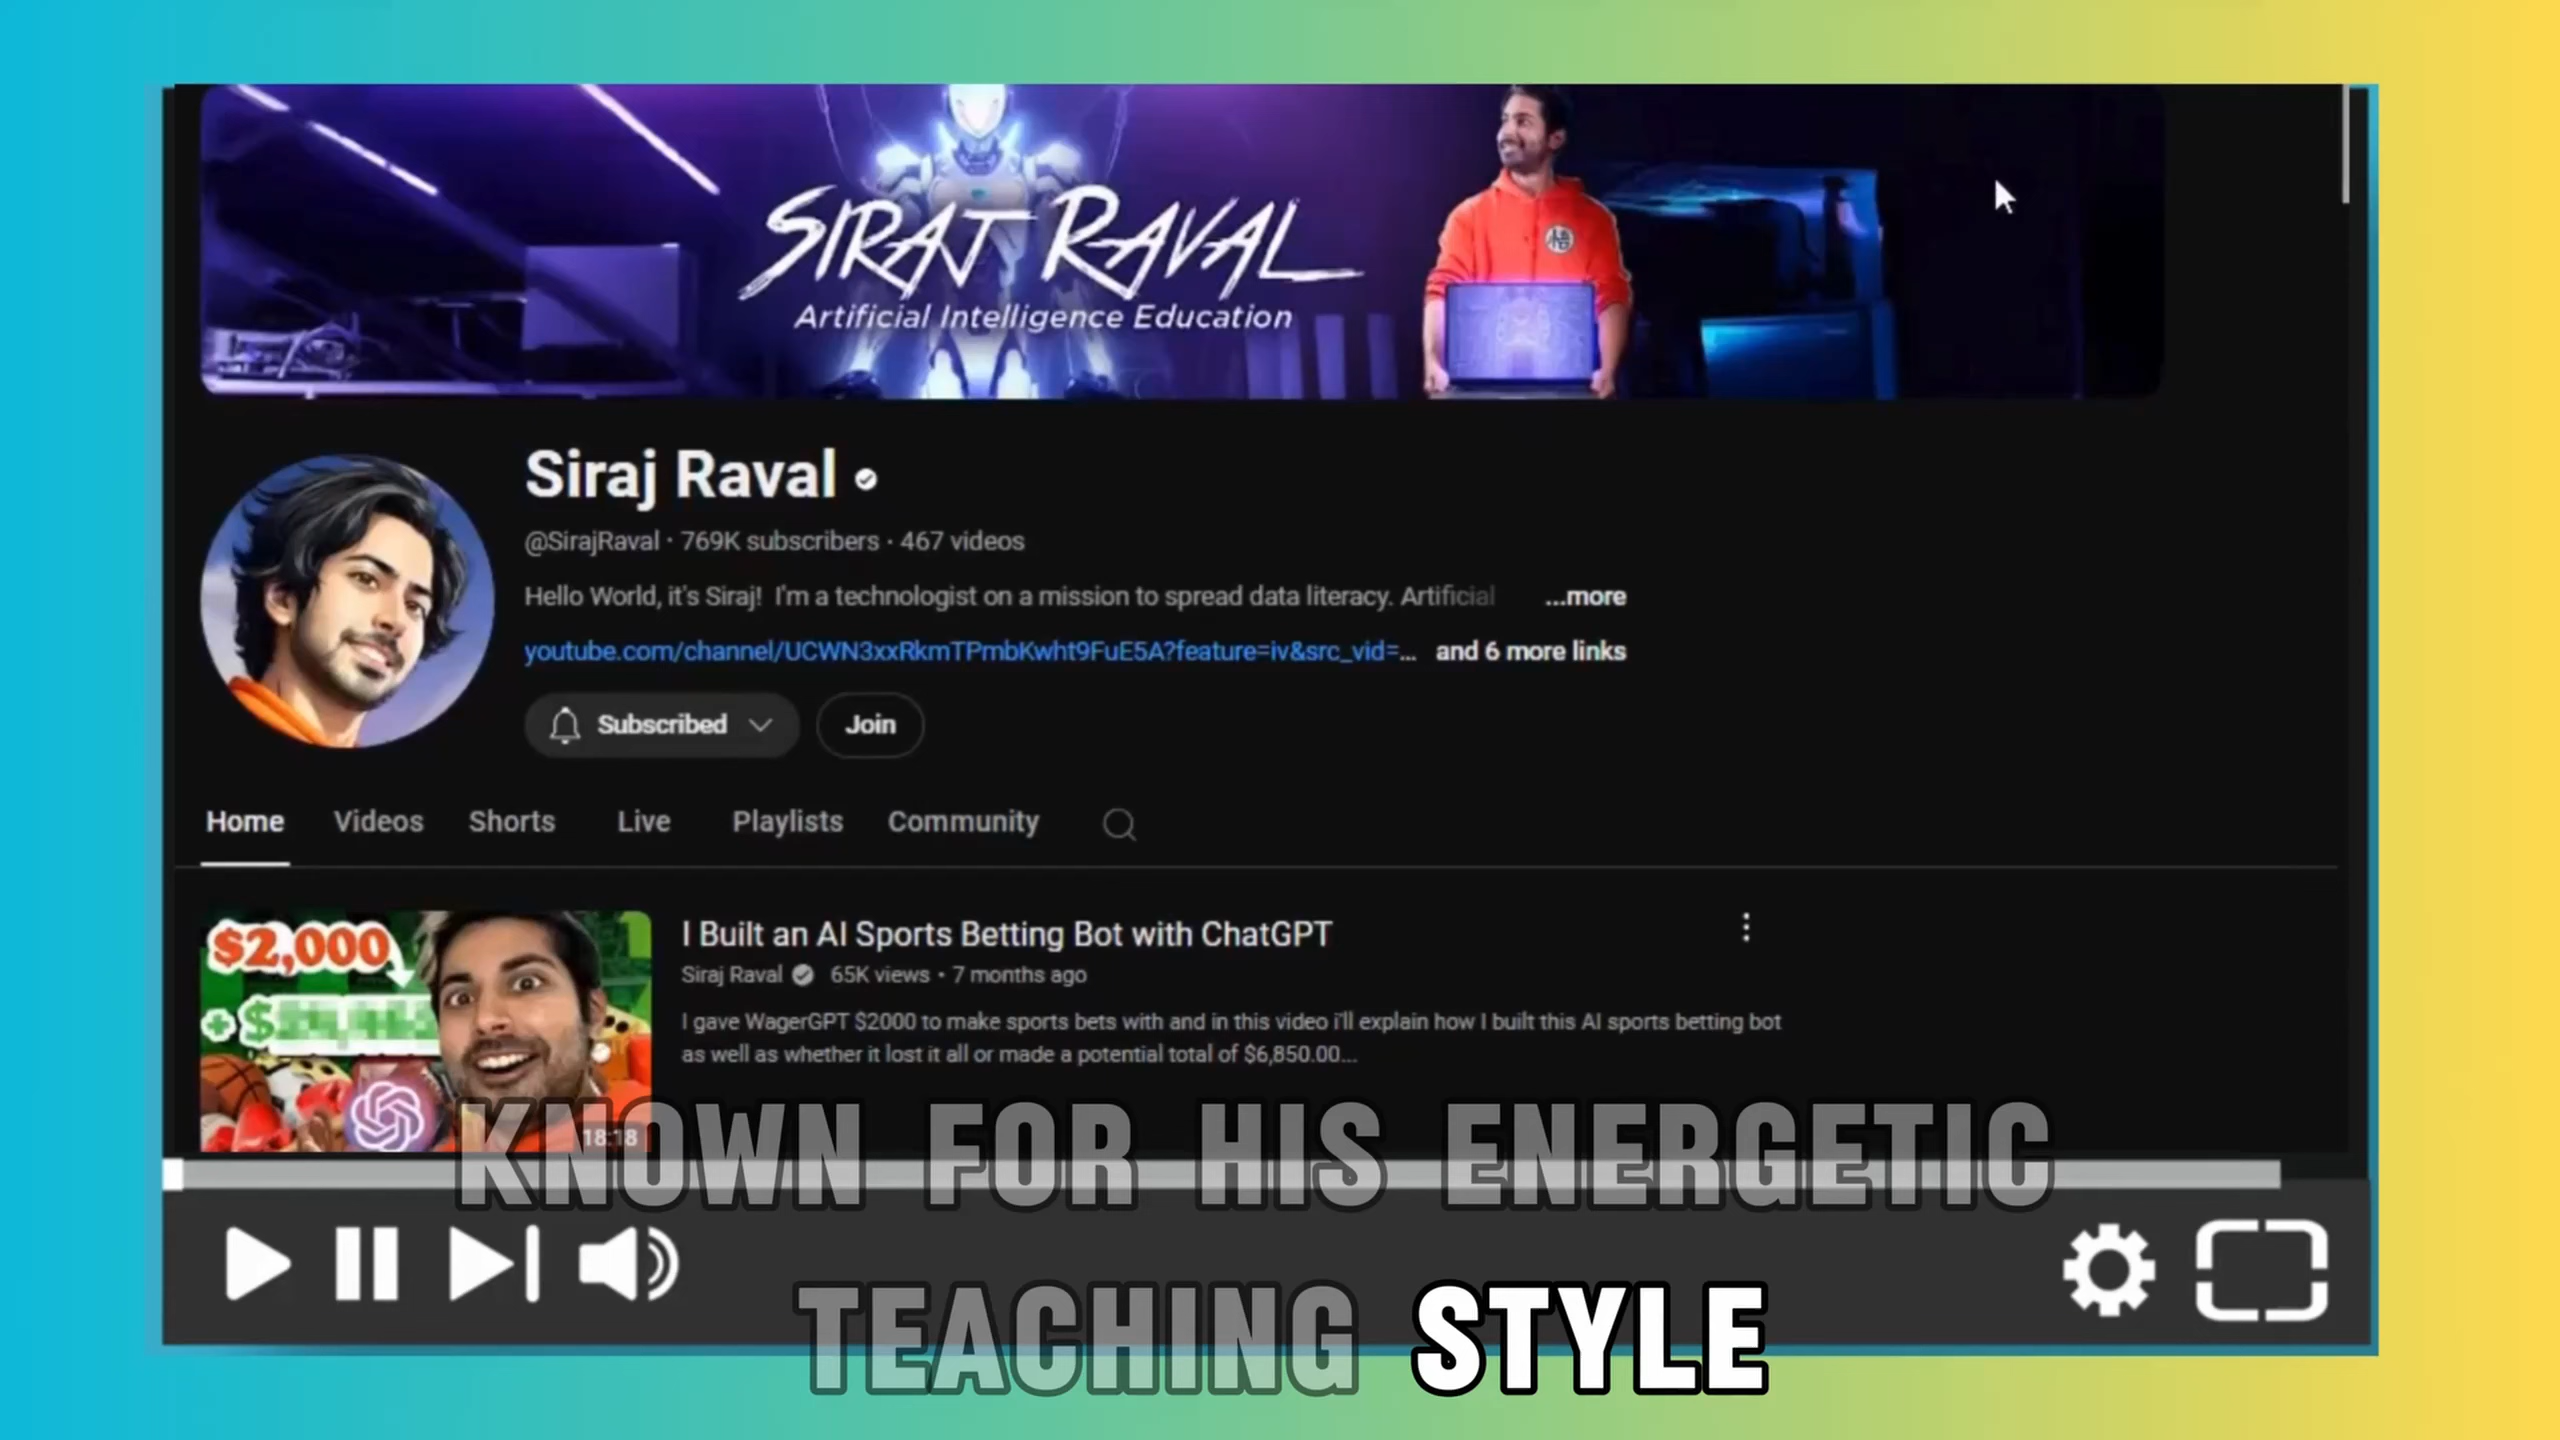 SIRAJ RAVAL
Artificial Intelligence Education
Siraj Raval
@SirajRaval · 769K subscribers · 467 videos
Hello World, it's Siraj! I'm a technologist on a mission to spread data literacy. Artificial ...more
youtube.com/channel/UCWN3xxRkmTPmbKwht9FuE5A?feature=iv&src_vid=... and 6 more links
Subscribed Join
Home Videos Shorts Live Playlists Community
$2,000
+ $
18:18
I Built an AI Sports Betting Bot with ChatGPT
Siraj Raval 65K views • 7 months ago
I gave WagerGPT $2000 to make sports bets with and in this video i'll explain how I built this AI sports betting bot
as well as whether it lost it all or made a potential total of $6,850.00...
KNOWN FOR HIS ENERGETIC
TEACHING STYLE